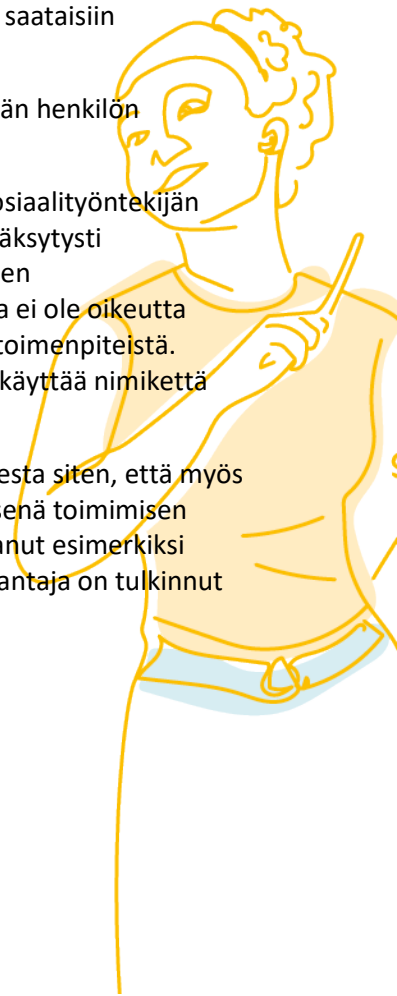 saataisiin
än henkilön
osiaalityöntekijän
äksytysti
en
a ei ole oikeutta
toimenpiteistä.
käyttää nimikettä
esta siten, että myös
senä toimimisen
nut esimerkiksi
antaja on tulkinnut